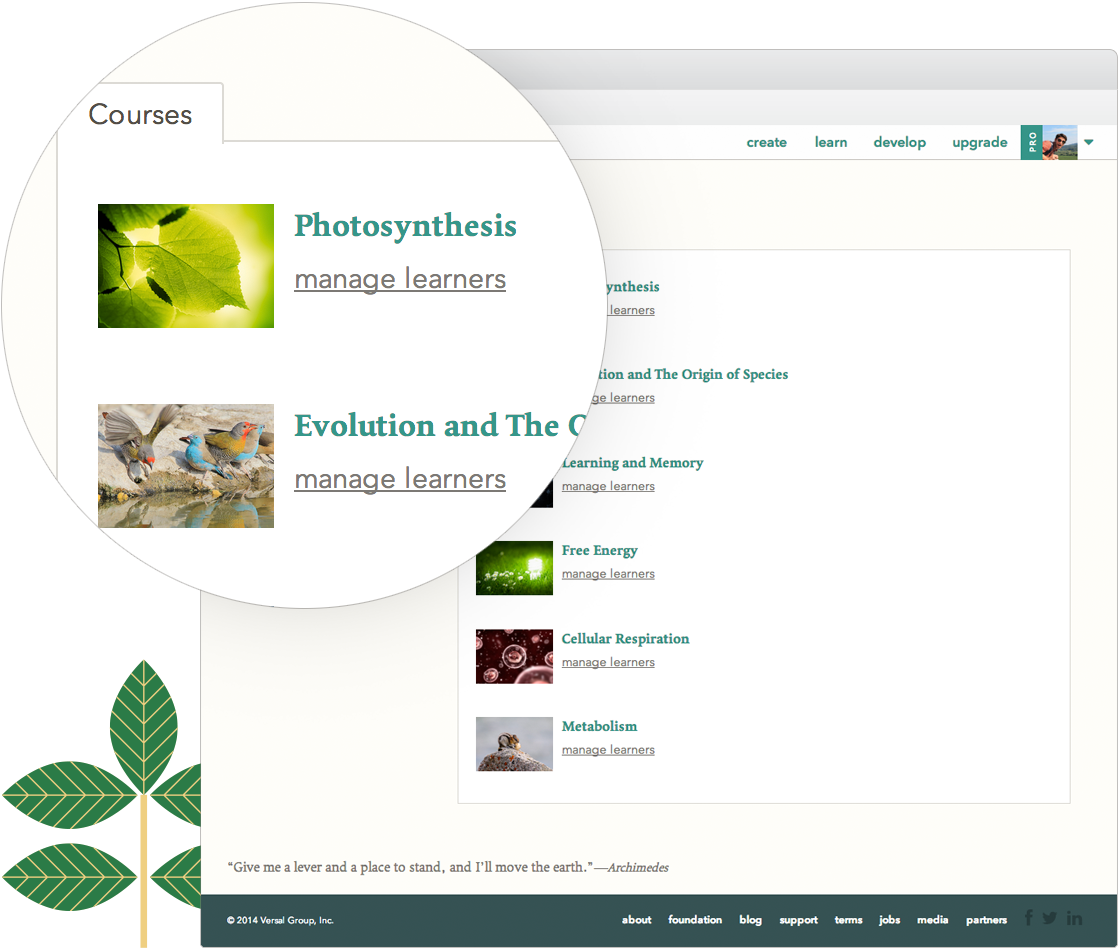 Courses
Photosynthesis
manage learners
Evolution and The
manage learners
create learn develop upgrade PRO
ynthesis
learners
tion and The Origin of Species
ge learners
Learning and Memory
manage learners
Free Energy
manage learners
Cellular Respiration
manage learners
Metabolism
manage learners
“Give me a lever and a place to stand, and I’ll move the earth.”—Archimedes
© 2014 Versal Group, Inc.
about foundation blog support terms jobs media partners